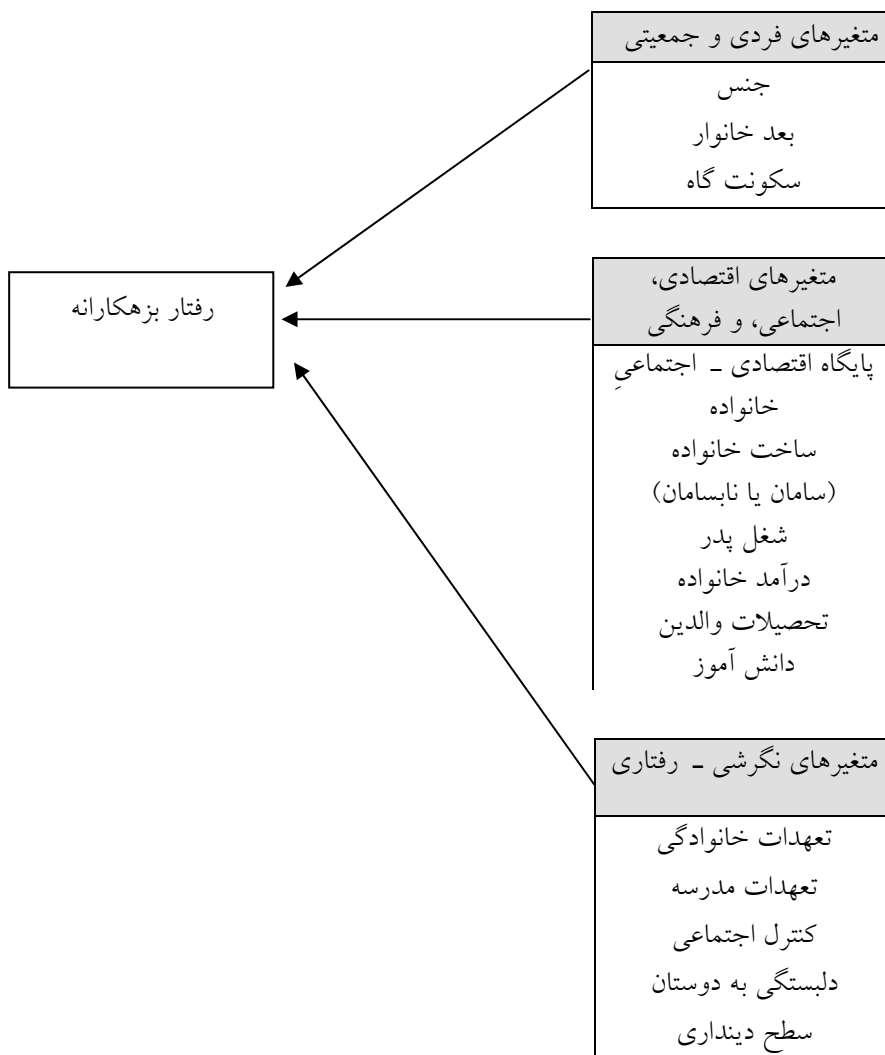 متغیرهای فردی و جمعیتی
جنس
بعد خانوار
سکونت گاه
رفتار بزهکارانه
متغیرهای اقتصادی،
اجتماعی، و فرهنگی
پایگاه اقتصادی ـ اجتماعیِ
خانواده
ساخت خانواده
(سامان یا نابسامان)
شغل پدر
درآمد خانواده
تحصیلات والدین
دانش آموز
متغیرهای نگرشی ـ رفتاری
تعهدات خانوادگی
تعهدات مدرسه
کنترل اجتماعی
دلبستگی به دوستان
سطح دینداری